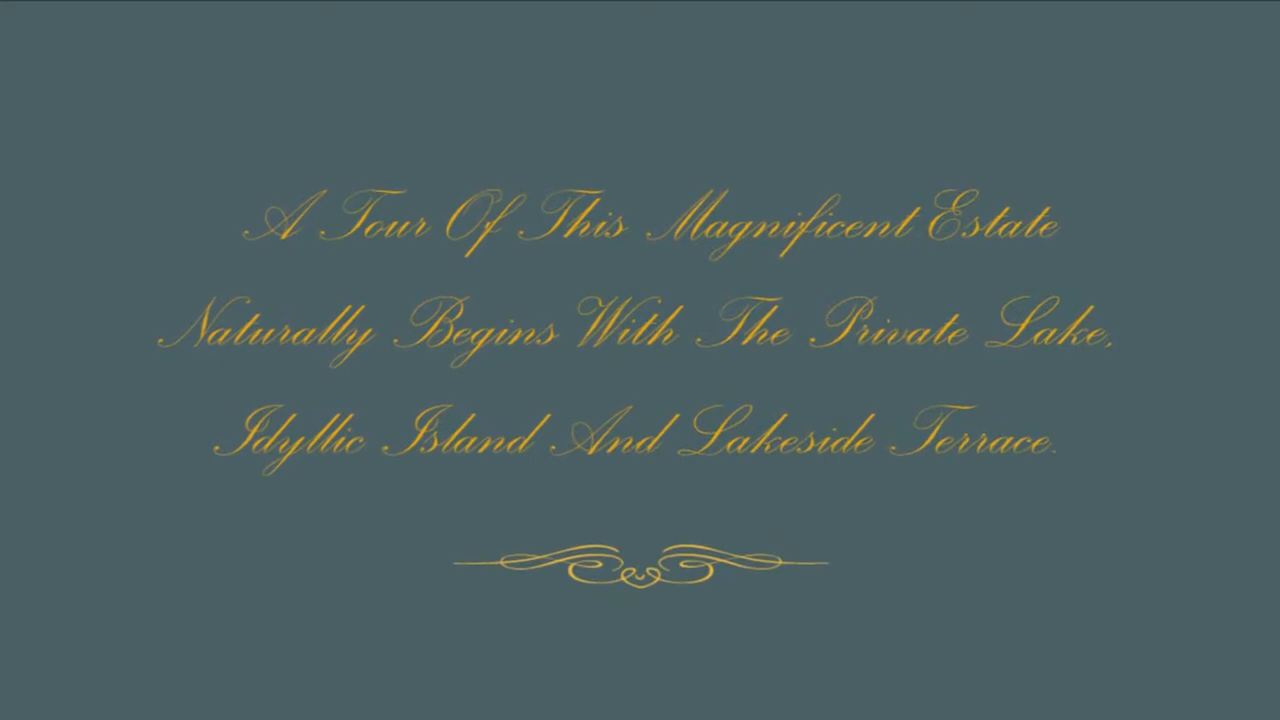 A Tour Of This Magnificent Estate
Naturally Begins With The Private Lake,
Idyllic Island And Lakeside Terrace.